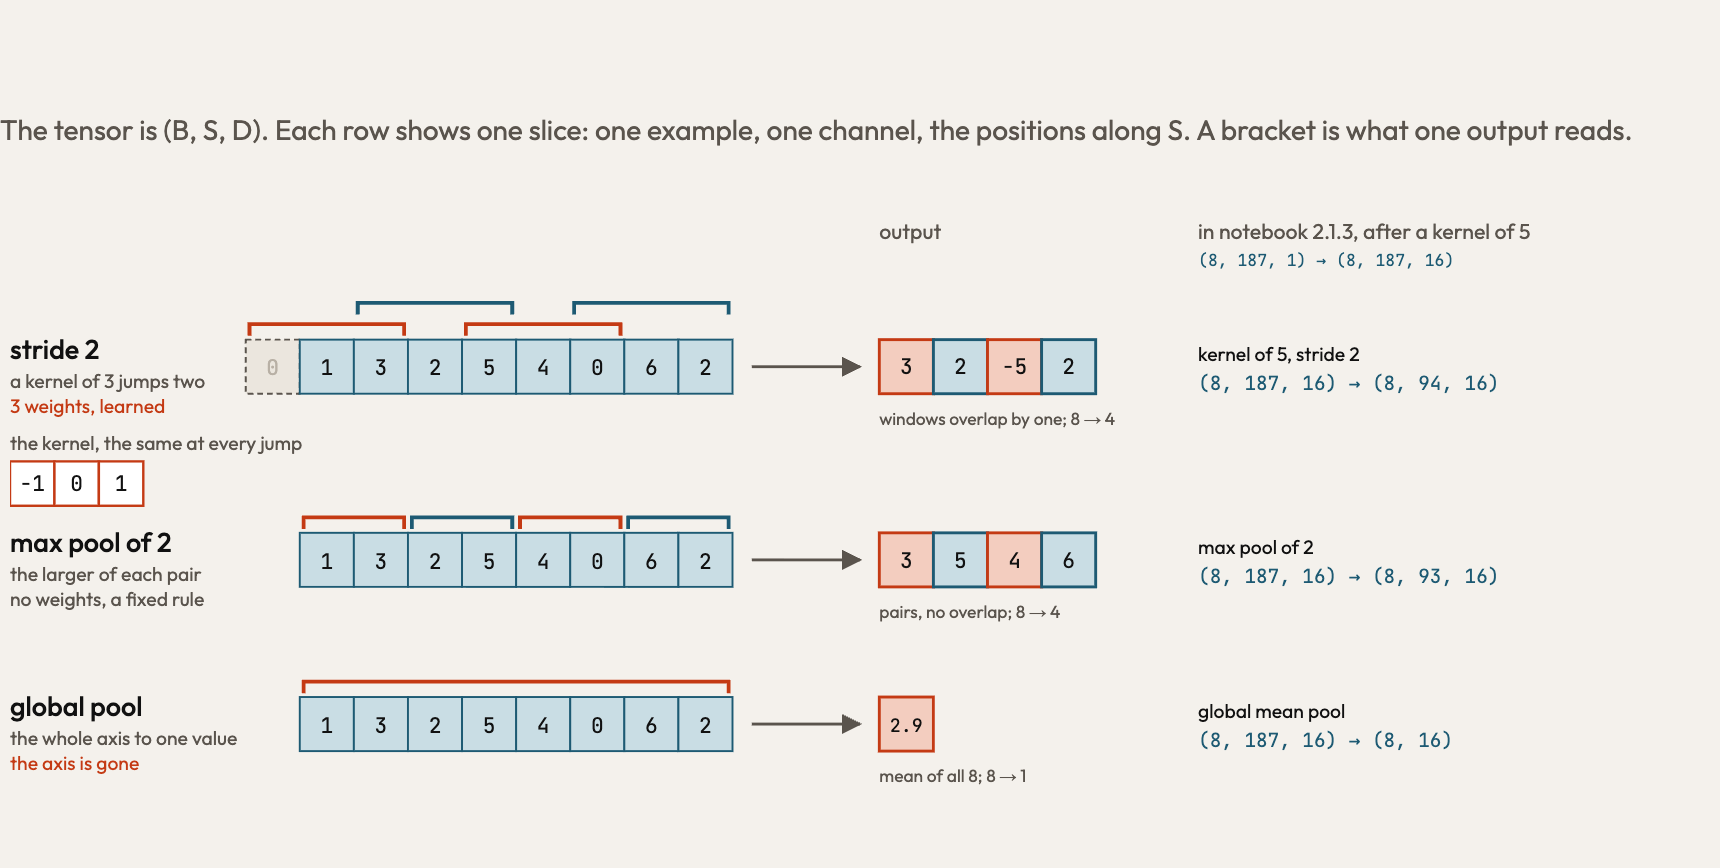 The tensor is (B, S, D). Each row shows one slice: one example, one channel, the positions along S. A bracket is what one output reads.
output
in notebook 2.1.3, after a kernel of 5
(8, 187, 1) → (8, 187, 16)
stride 2
a kernel of 3 jumps two
3 weights, learned
0 1 3 2 5 4 0 6 2
3 2 -5 2
windows overlap by one; 8 → 4
kernel of 5, stride 2
(8, 187, 16) → (8, 94, 16)
the kernel, the same at every jump
-1 0 1
max pool of 2
the larger of each pair
no weights, a fixed rule
1 3 2 5 4 0 6 2
3 5 4 6
pairs, no overlap; 8 → 4
max pool of 2
(8, 187, 16) → (8, 93, 16)
global pool
the whole axis to one value
the axis is gone
1 3 2 5 4 0 6 2
2.9
mean of all 8; 8 → 1
global mean pool
(8, 187, 16) → (8, 16)